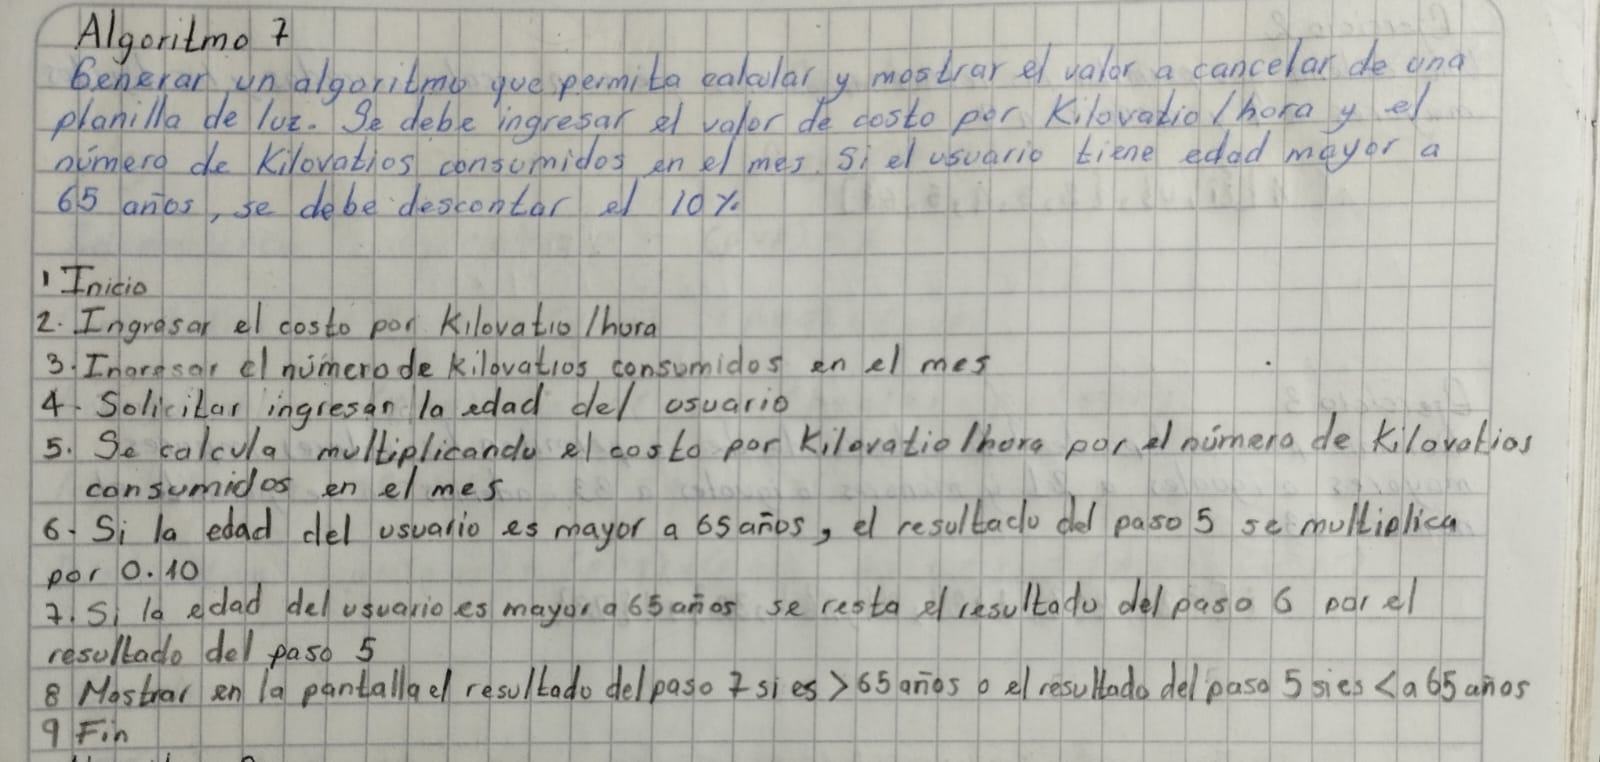 Algoritmo 7
Generar un algoritmo que permita calcular y mostrar el valor a cancelar de una
planilla de luz. Se debe ingresar el valor de costo por Kilovatio/hora y el
número de Kilovatios consumidos en el mes. Si el usuario tiene edad mayor a
65 años, se debe descontar el 10%
1 Inicio
2. Ingresar el costo por Kilovatio/hora
3. Ingresar el número de Kilovatios consumidos en el mes
4. Solicitar ingresan la edad del usuario
5. Se calcula multiplicando el costo por Kilovatio/hora por el número de Kilovatios
consumidos en el mes
6. Si la edad del usuario es mayor a 65 años, el resultado del paso 5 se multiplica
por 0.10
7. Si la edad del usuario es mayor a 65 años se resta el resultado del paso 6 por el
resultado del paso 5
8 Mostrar en la pantalla el resultado del paso 7 si es > 65 años o el resultado del paso 5 si es < a 65 años
9 Fin